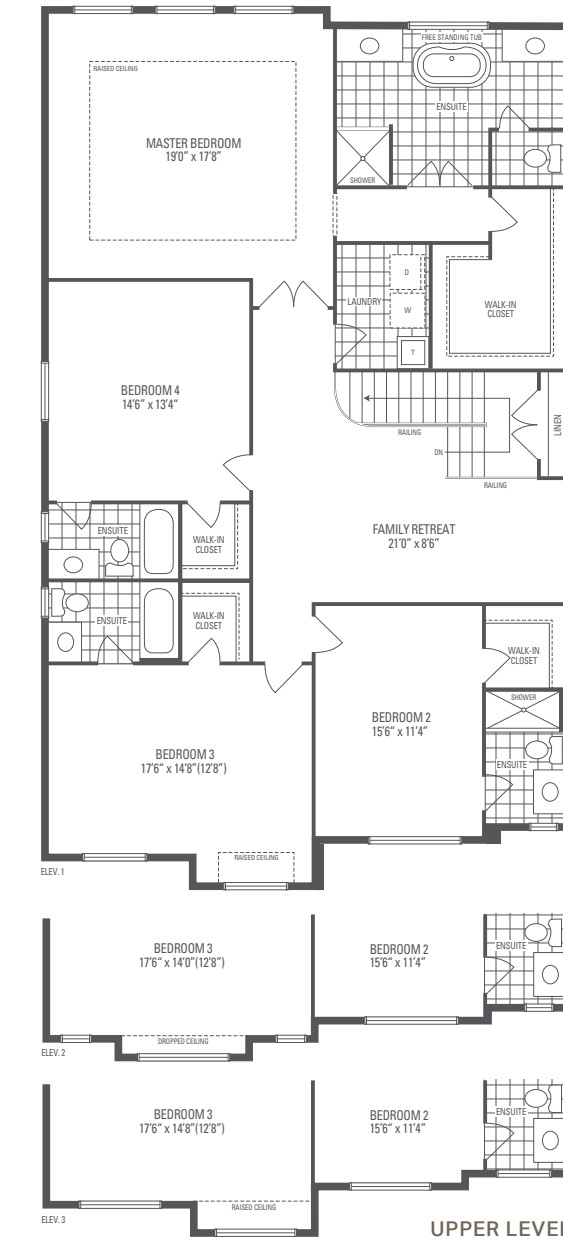 FREE STANDING TUB
RAISED CEILING
ENSUITE
MASTER BEDROOM
19'0" x 17'8"
SHOWER
D
LAUNDRY
W
WALK-IN
CLOSET
T
BEDROOM 4
14'6" x 13'4"
LINEN
RAILING
DN
RAILING
ENSUITE
WALK-IN
CLOSET
FAMILY RETREAT
21'0" x 8'6"
ENSUITE
WALK-IN
CLOSET
WALK-IN
CLOSET
SHOWER
BEDROOM 2
15'6" x 11'4"
BEDROOM 3
17'6" x 14'8"(12'8")
ENSUITE
RAISED CEILING
ELEV. 1
BEDROOM 3
17'6" x 14'0"(12'8")
BEDROOM 2
15'6" x 11'4"
ENSUITE
DROPPED CEILING
ELEV. 2
BEDROOM 3
17'6" x 14'8"(12'8")
BEDROOM 2
15'6" x 11'4"
ENSUITE
RAISED CEILING
ELEV. 3
UPPER LEVEL